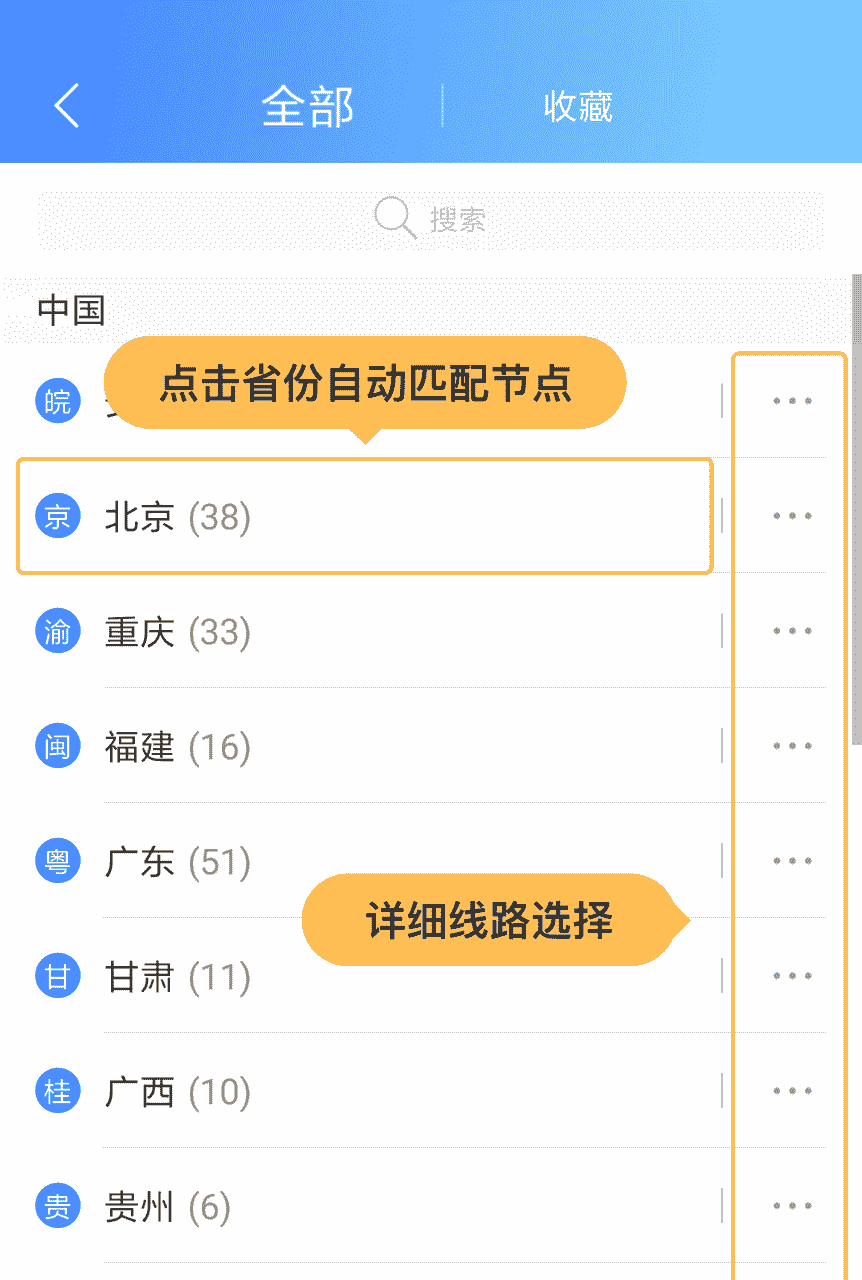 全部 收藏
搜索
中国
点击省份自动匹配节点
皖
京 北京 (38)
渝 重庆 (33)
闽 福建 (16)
粤 广东 (51)
详细线路选择
甘 甘肃 (11)
桂 广西 (10)
贵 贵州 (6)